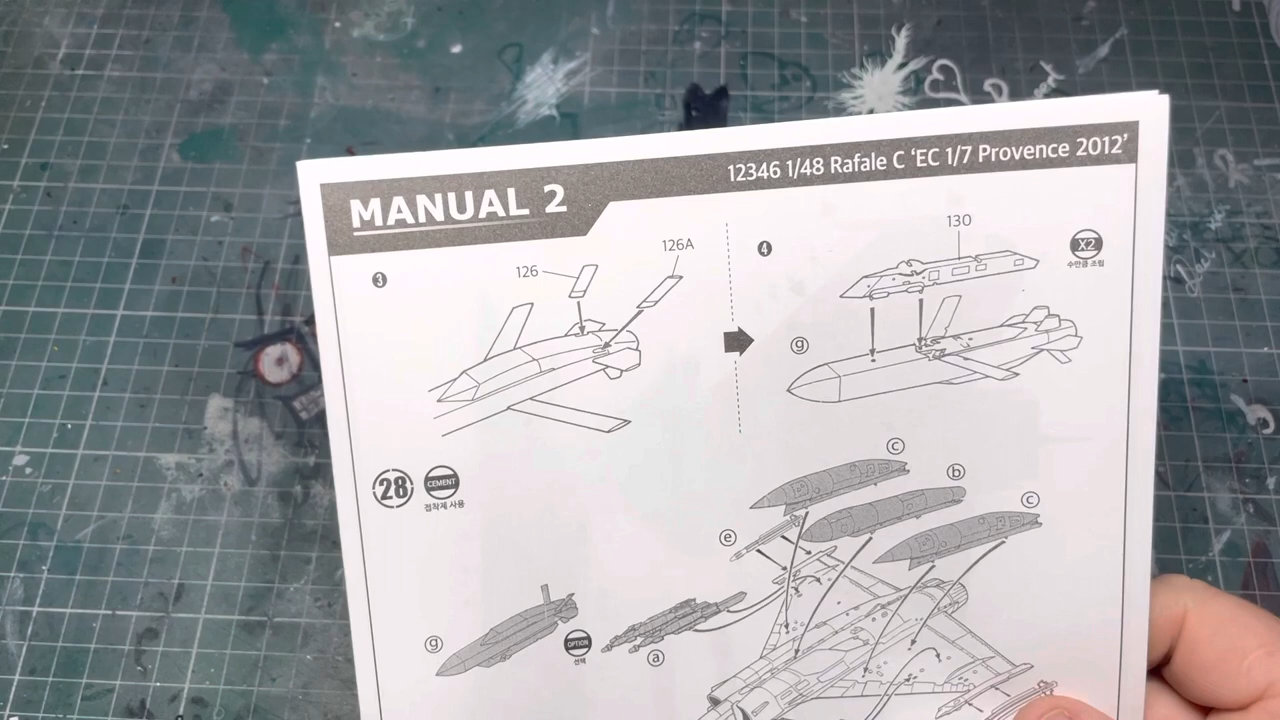 MANUAL 2
12346 1/48 Rafale C ‘EC 1/7 Provence 2012’
3
126
126A
4
130
X2
수만큼 조립
g
28
CEMENT
접착제 사용
c
b
c
e
g
OPTION
선택
a